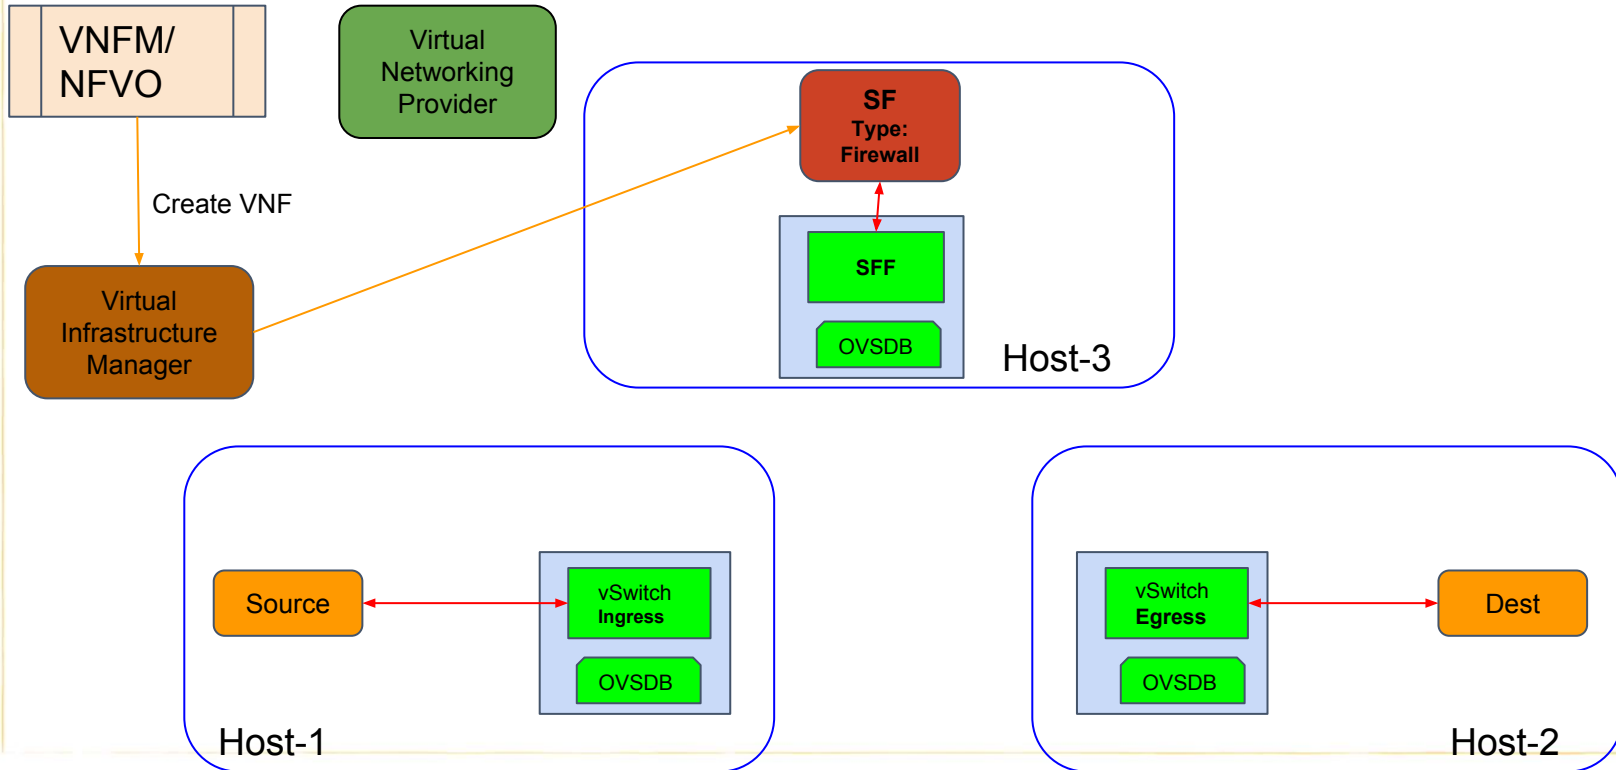 VNFM/
NFVO
Virtual
Networking
Provider
SF
Type:
Firewall
Create VNF
SFF
Virtual
Infrastructure
Manager
OVSDB
Host-3
Source
vSwitch
Ingress
OVSDB
Host-1
vSwitch
Egress
Dest
OVSDB
Host-2